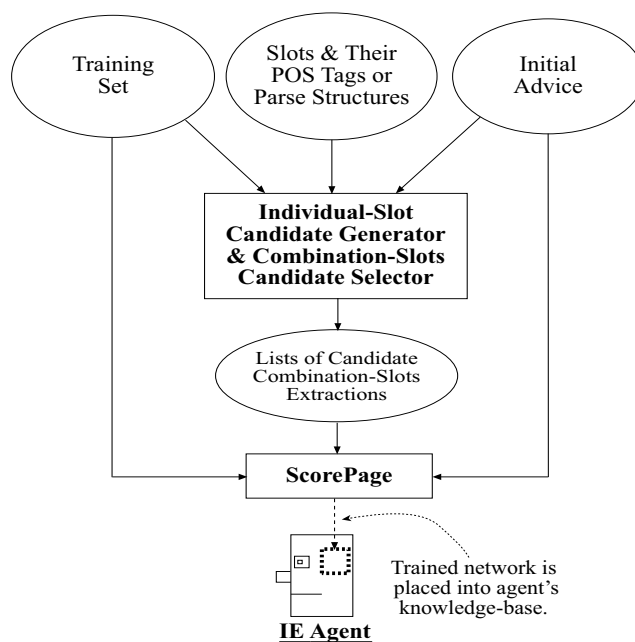 Training
Set
Slots & Their
POS Tags or
Parse Structures
Initial
Advice
Individual-Slot
Candidate Generator
& Combination-Slots
Candidate Selector
Lists of Candidate
Combination-Slots
Extractions
ScorePage
Trained network is
placed into agent's
knowledge-base.
IE Agent